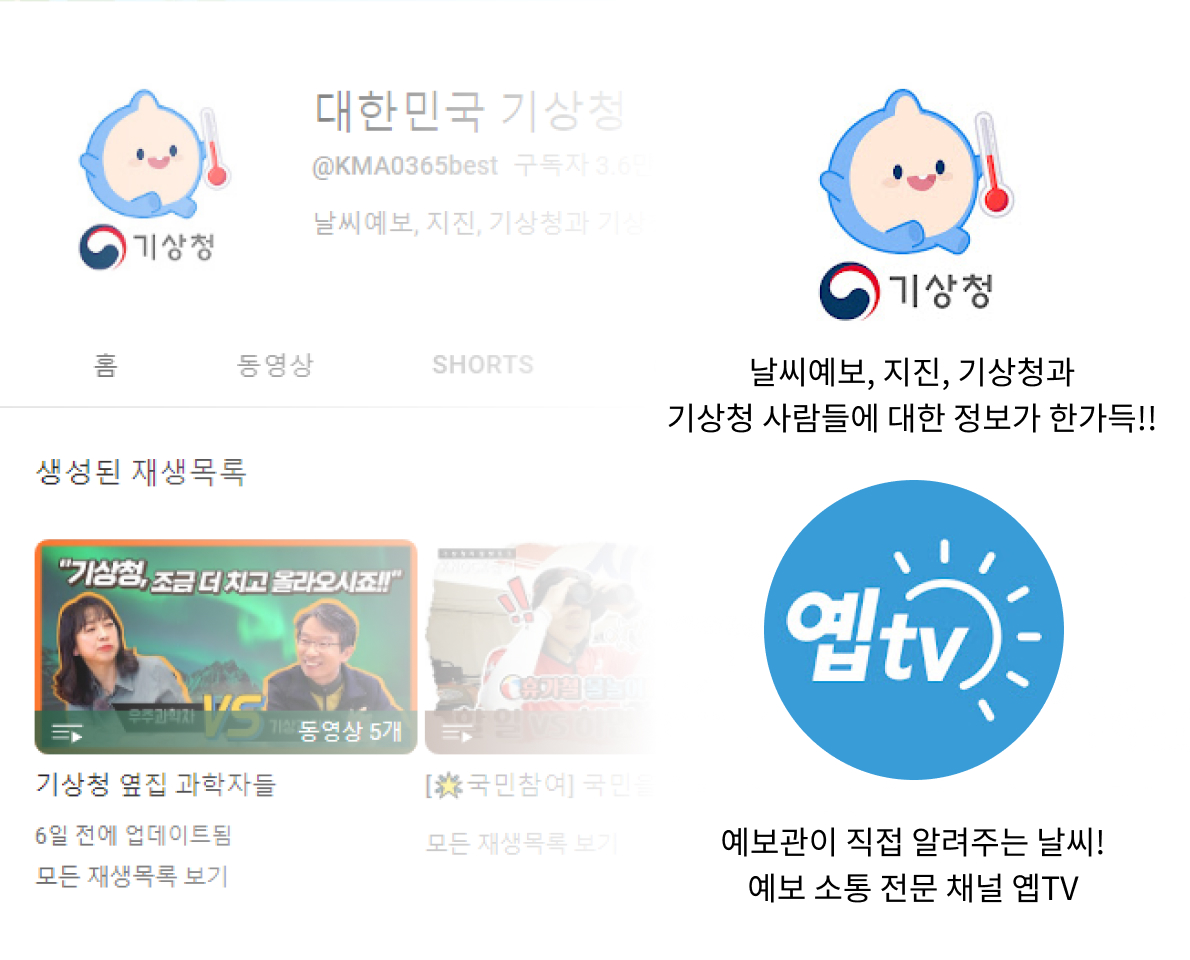 대한민국 기상청
@KMA0365best 구독자 3.6만
날씨예보, 지진, 기상청과 기상
기상청
홈
동영상
SHORTS
생성된 재생목록
"기상청, 조금 더 치고 올라오시죠!!"
우주과학자
VS
동영상 5개
기상청 옆집 과학자들
6일 전에 업데이트됨
모든 재생목록 보기
[🌟국민참여] 국민을
모든 재생목록 보기
기상청
날씨예보, 지진, 기상청과
기상청 사람들에 대한 정보가 한가득!!
옙tv
예보관이 직접 알려주는 날씨!
예보 소통 전문 채널 옙TV